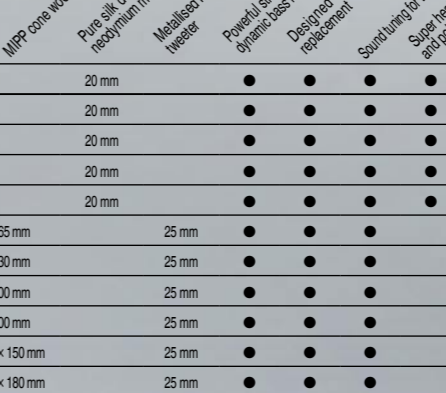 MIPP cone
Pure silk
neodymium
Metallised
tweeter
Powerful
dynamic bass
Designed
replacement
Sound tuning for
Super
and
20 mm ● ● ● ●
20 mm ● ● ● ●
20 mm ● ● ● ●
20 mm ● ● ● ●
20 mm ● ● ● ●
65 mm 25 mm ● ● ●
30 mm 25 mm ● ● ●
00 mm 25 mm ● ● ●
00 mm 25 mm ● ● ●
× 150 mm 25 mm ● ● ●
× 180 mm 25 mm ● ● ●